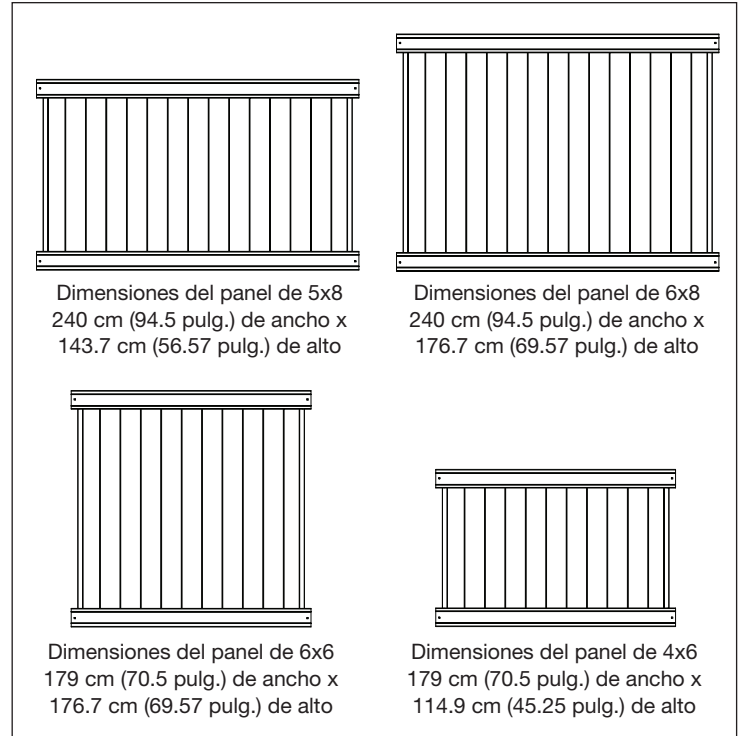 Dimensiones del panel de 5x8
240 cm (94.5 pulg.) de ancho x
143.7 cm (56.57 pulg.) de alto
Dimensiones del panel de 6x8
240 cm (94.5 pulg.) de ancho x
176.7 cm (69.57 pulg.) de alto
Dimensiones del panel de 6x6
179 cm (70.5 pulg.) de ancho x
176.7 cm (69.57 pulg.) de alto
Dimensiones del panel de 4x6
179 cm (70.5 pulg.) de ancho x
114.9 cm (45.25 pulg.) de alto